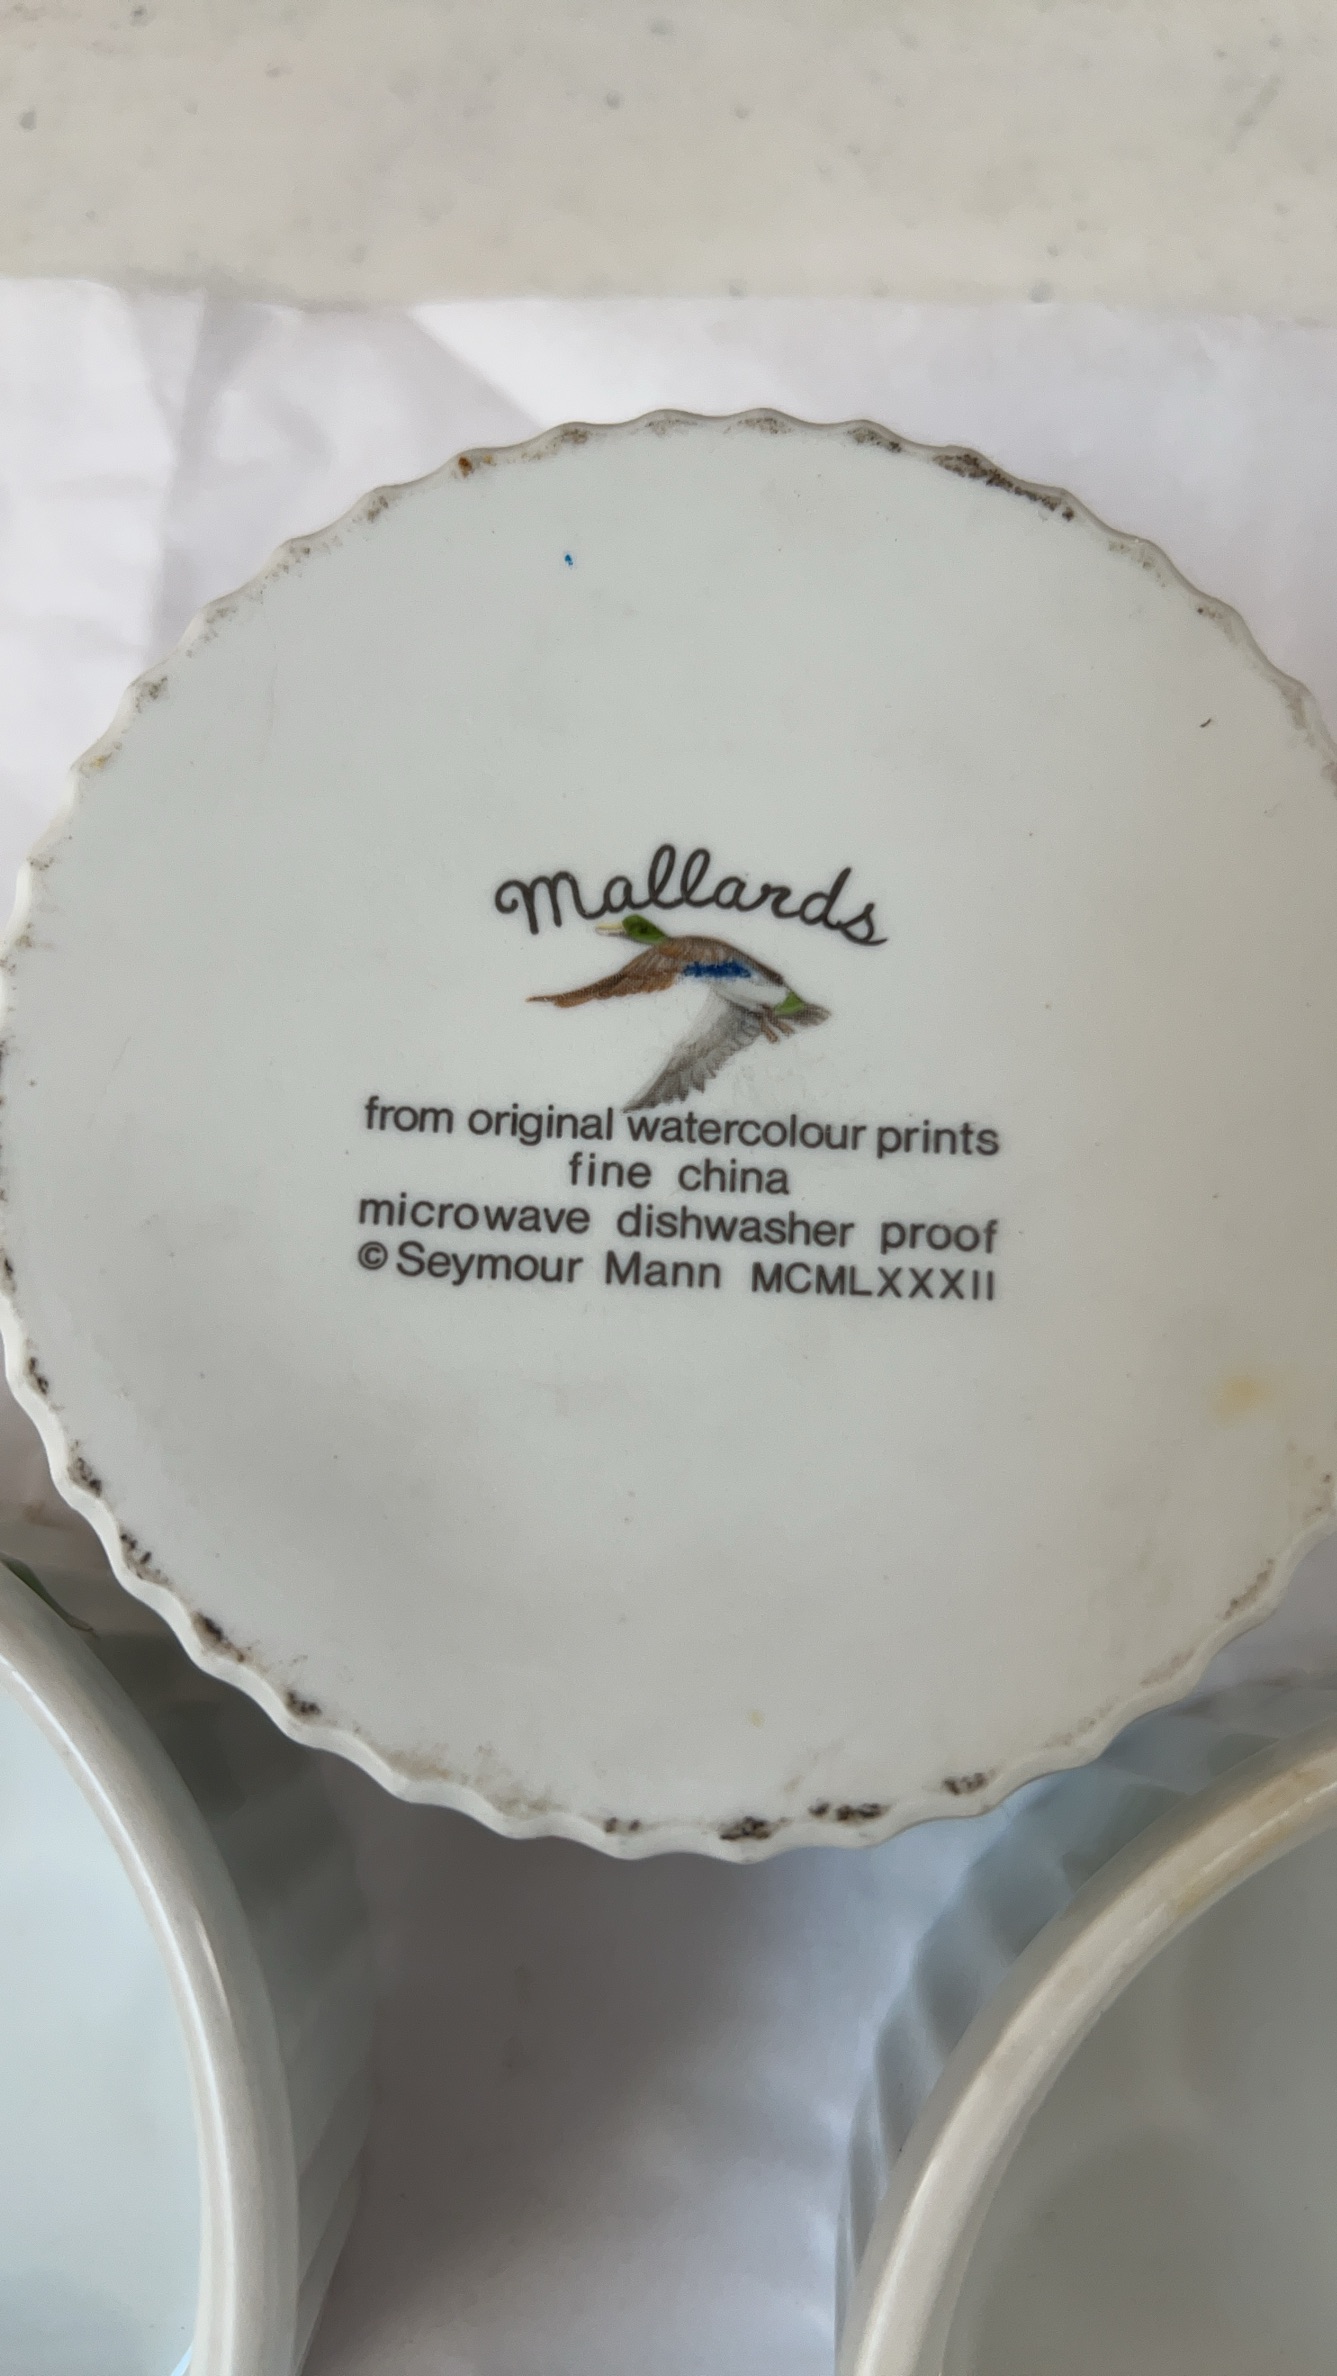 Mallards
from original watercolour prints
fine china
microwave dishwasher proof
© Seymour Mann MCMLXXXII